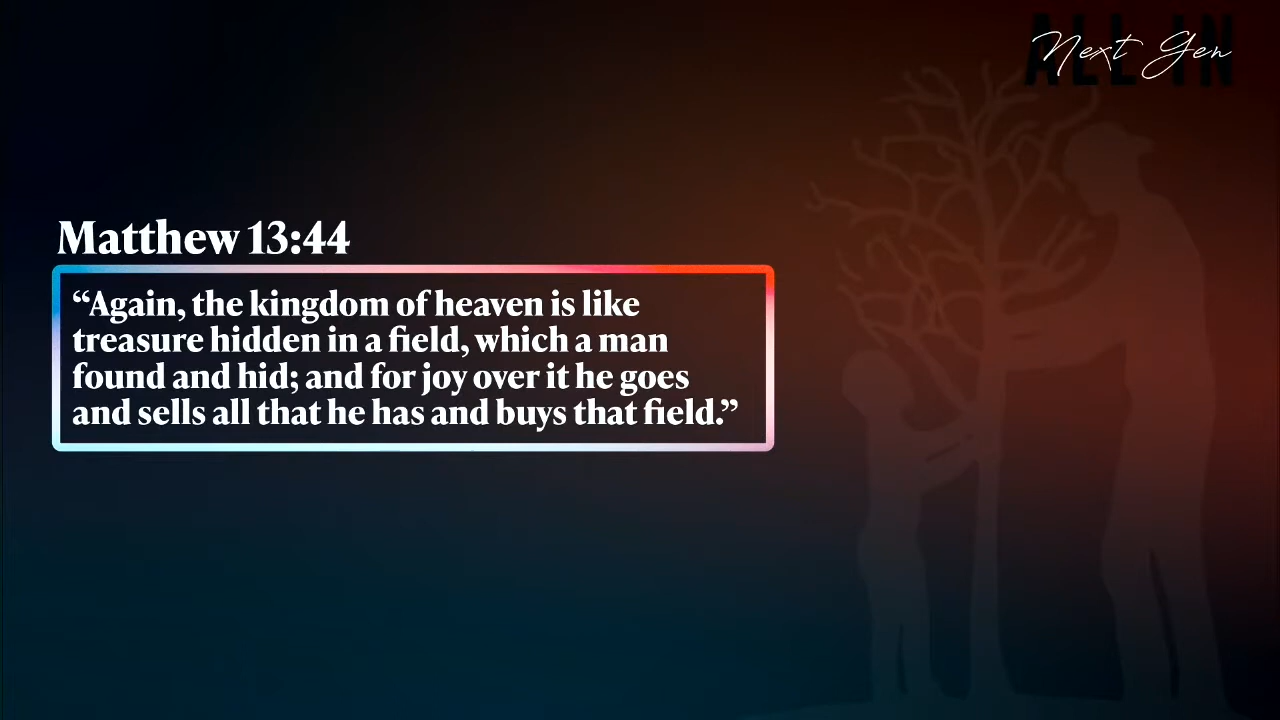 ALL IN
Next Gen
Matthew 13:44
“Again, the kingdom of heaven is like
treasure hidden in a field, which a man
found and hid; and for joy over it he goes
and sells all that he has and buys that field.”